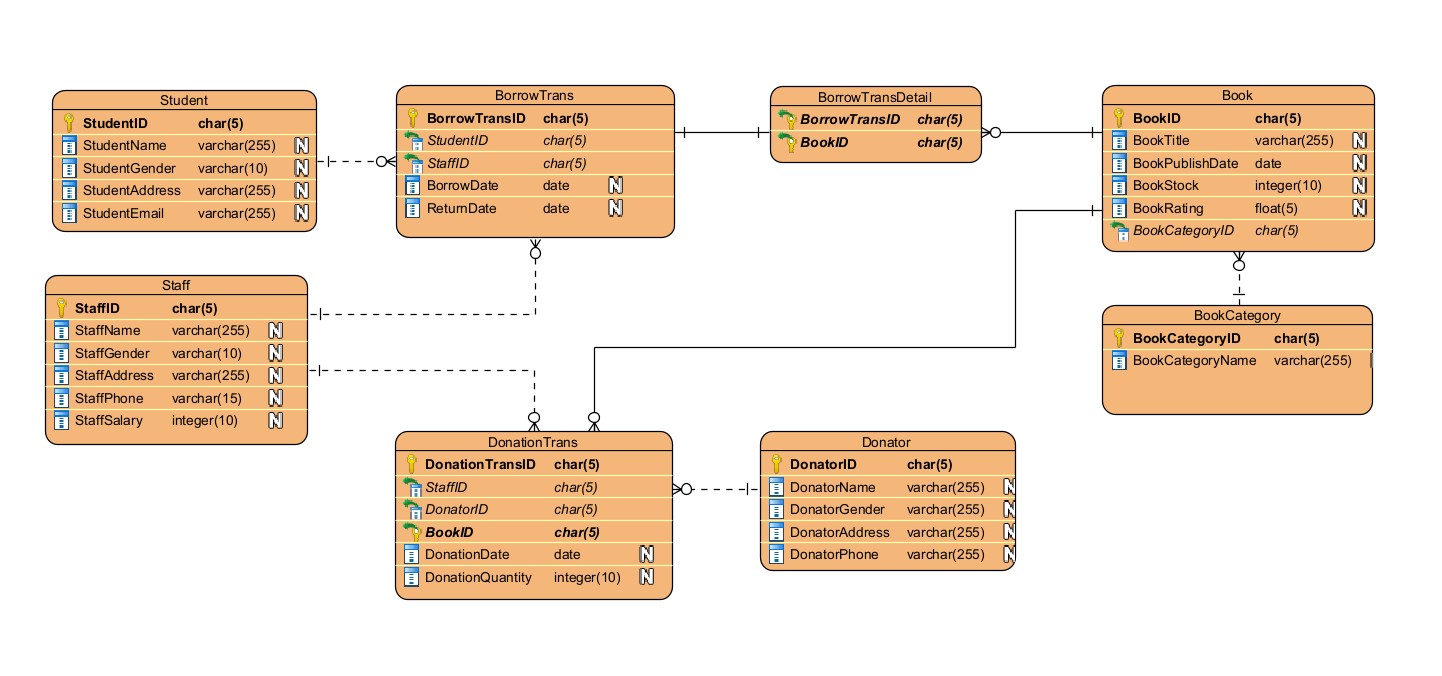 Student
StudentID char(5)
StudentName varchar(255) N
StudentGender varchar(10) N
StudentAddress varchar(255) N
StudentEmail varchar(255) N
BorrowTrans
BorrowTransID char(5)
StudentID char(5)
StaffID char(5)
BorrowDate date N
ReturnDate date N
BorrowTransDetail
BorrowTransID char(5)
BookID char(5)
Book
BookID char(5)
BookTitle varchar(255) N
BookPublishDate date N
BookStock integer(10) N
BookRating float(5) N
BookCategoryID char(5)
Staff
StaffID char(5)
StaffName varchar(255) N
StaffGender varchar(10) N
StaffAddress varchar(255) N
StaffPhone varchar(15) N
StaffSalary integer(10) N
BookCategory
BookCategoryID char(5)
BookCategoryName varchar(255)
DonationTrans
DonationTransID char(5)
StaffID char(5)
DonatorID char(5)
BookID char(5)
DonationDate date N
DonationQuantity integer(10) N
Donator
DonatorID char(5)
DonatorName varchar(255) N
DonatorGender varchar(255) N
DonatorAddress varchar(255) N
DonatorPhone varchar(255) N